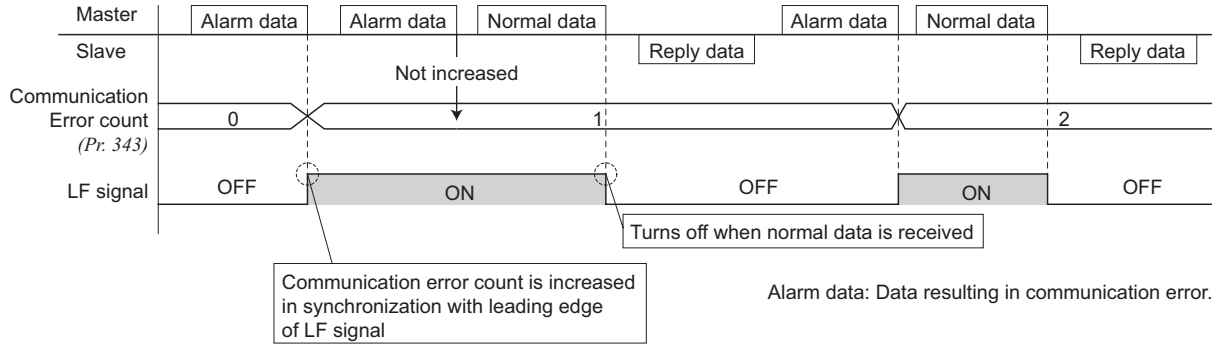 Master
Alarm data
Alarm data
Normal data
Alarm data
Normal data
Slave
Reply data
Reply data
Not increased
Communication
Error count
(Pr. 343)
0
1
2
LF signal
OFF
ON
OFF
ON
OFF
Turns off when normal data is received
Communication error count is increased
in synchronization with leading edge
of LF signal
Alarm data: Data resulting in communication error.